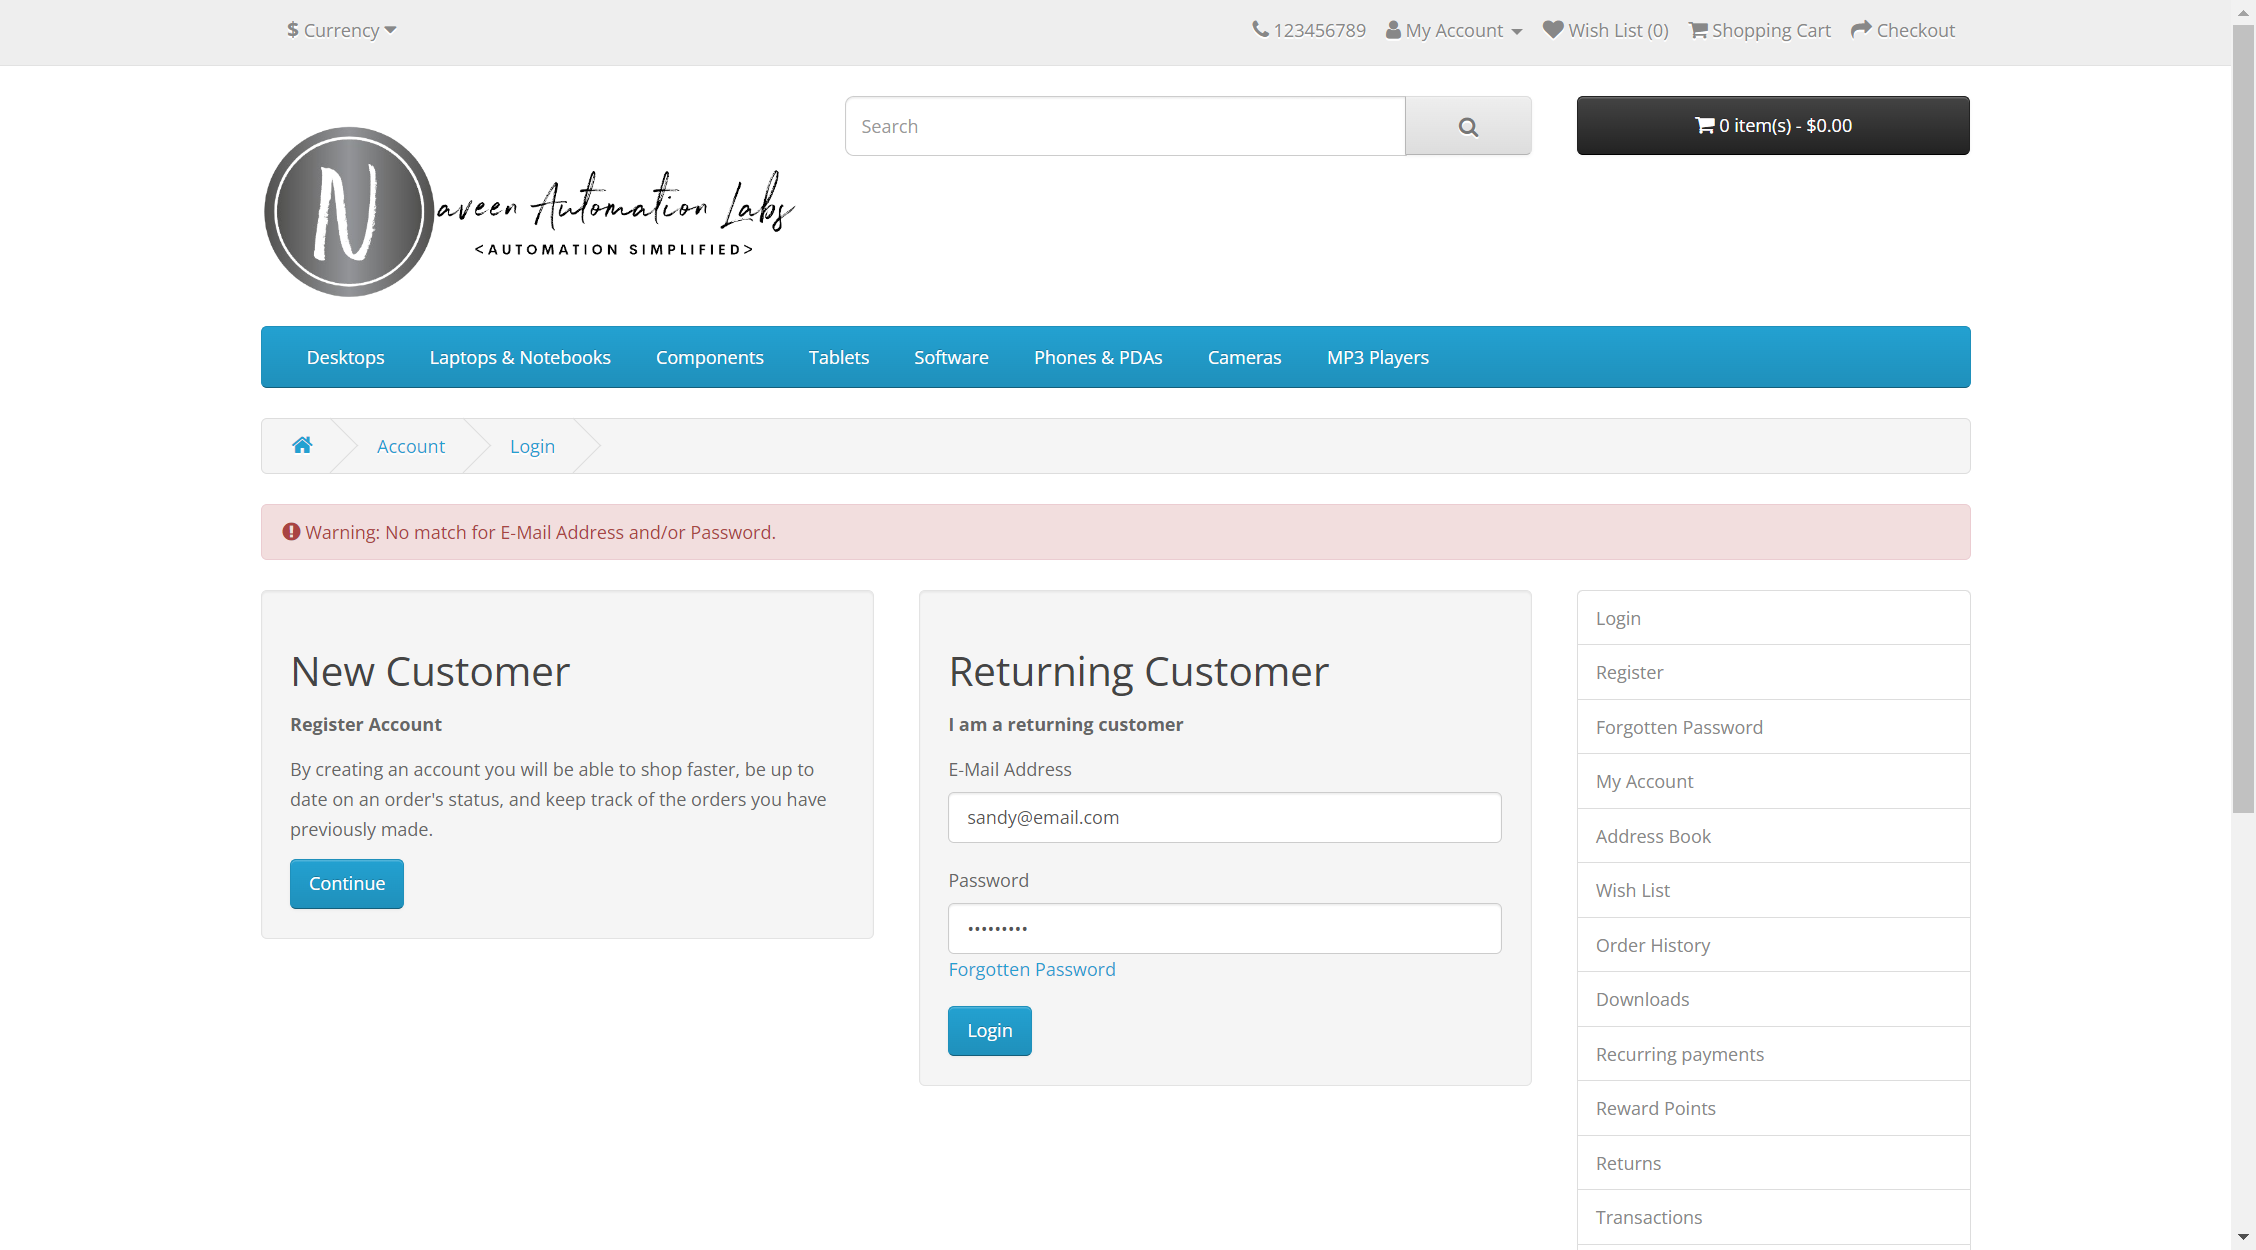 $ Currency
123456789 My Account Wish List (0) Shopping Cart Checkout
Search
0 item(s) - $0.00
Naveen Automation Labs
<AUTOMATION SIMPLIFIED>
Desktops Laptops & Notebooks Components Tablets Software Phones & PDAs Cameras MP3 Players
Account Login
Warning: No match for E-Mail Address and/or Password.
New Customer
Register Account
By creating an account you will be able to shop faster, be up to
date on an order's status, and keep track of the orders you have
previously made.
Continue
Returning Customer
I am a returning customer
E-Mail Address
sandy@email.com
Password
•••••••••
Forgotten Password
Login
Login
Register
Forgotten Password
My Account
Address Book
Wish List
Order History
Downloads
Recurring payments
Reward Points
Returns
Transactions